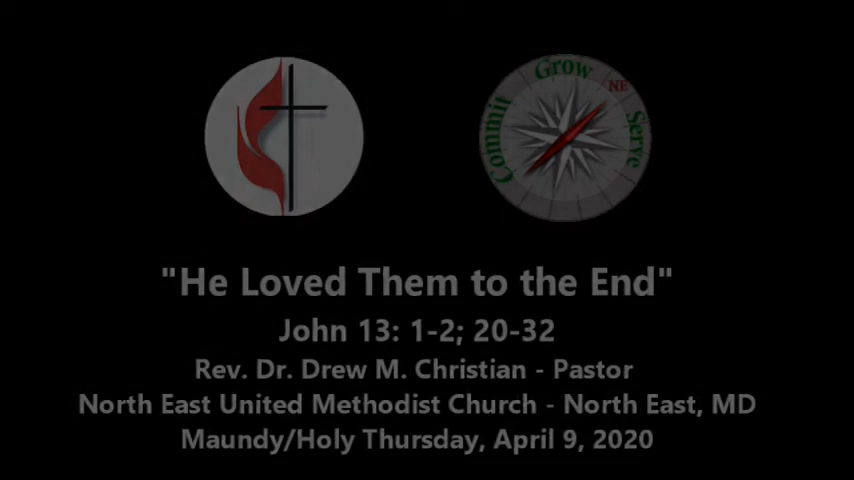 Grow
NE
Commit
Serve
"He Loved Them to the End"
John 13: 1-2; 20-32
Rev. Dr. Drew M. Christian - Pastor
North East United Methodist Church - North East, MD
Maundy/Holy Thursday, April 9, 2020